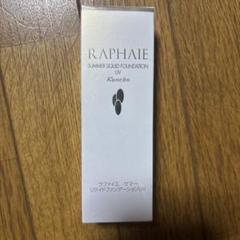 RAPHAIE
SUMMER LIQUID FOUNDATION
UV
Kanebo
ラファイエ サマー
リクイドファンデーションUV